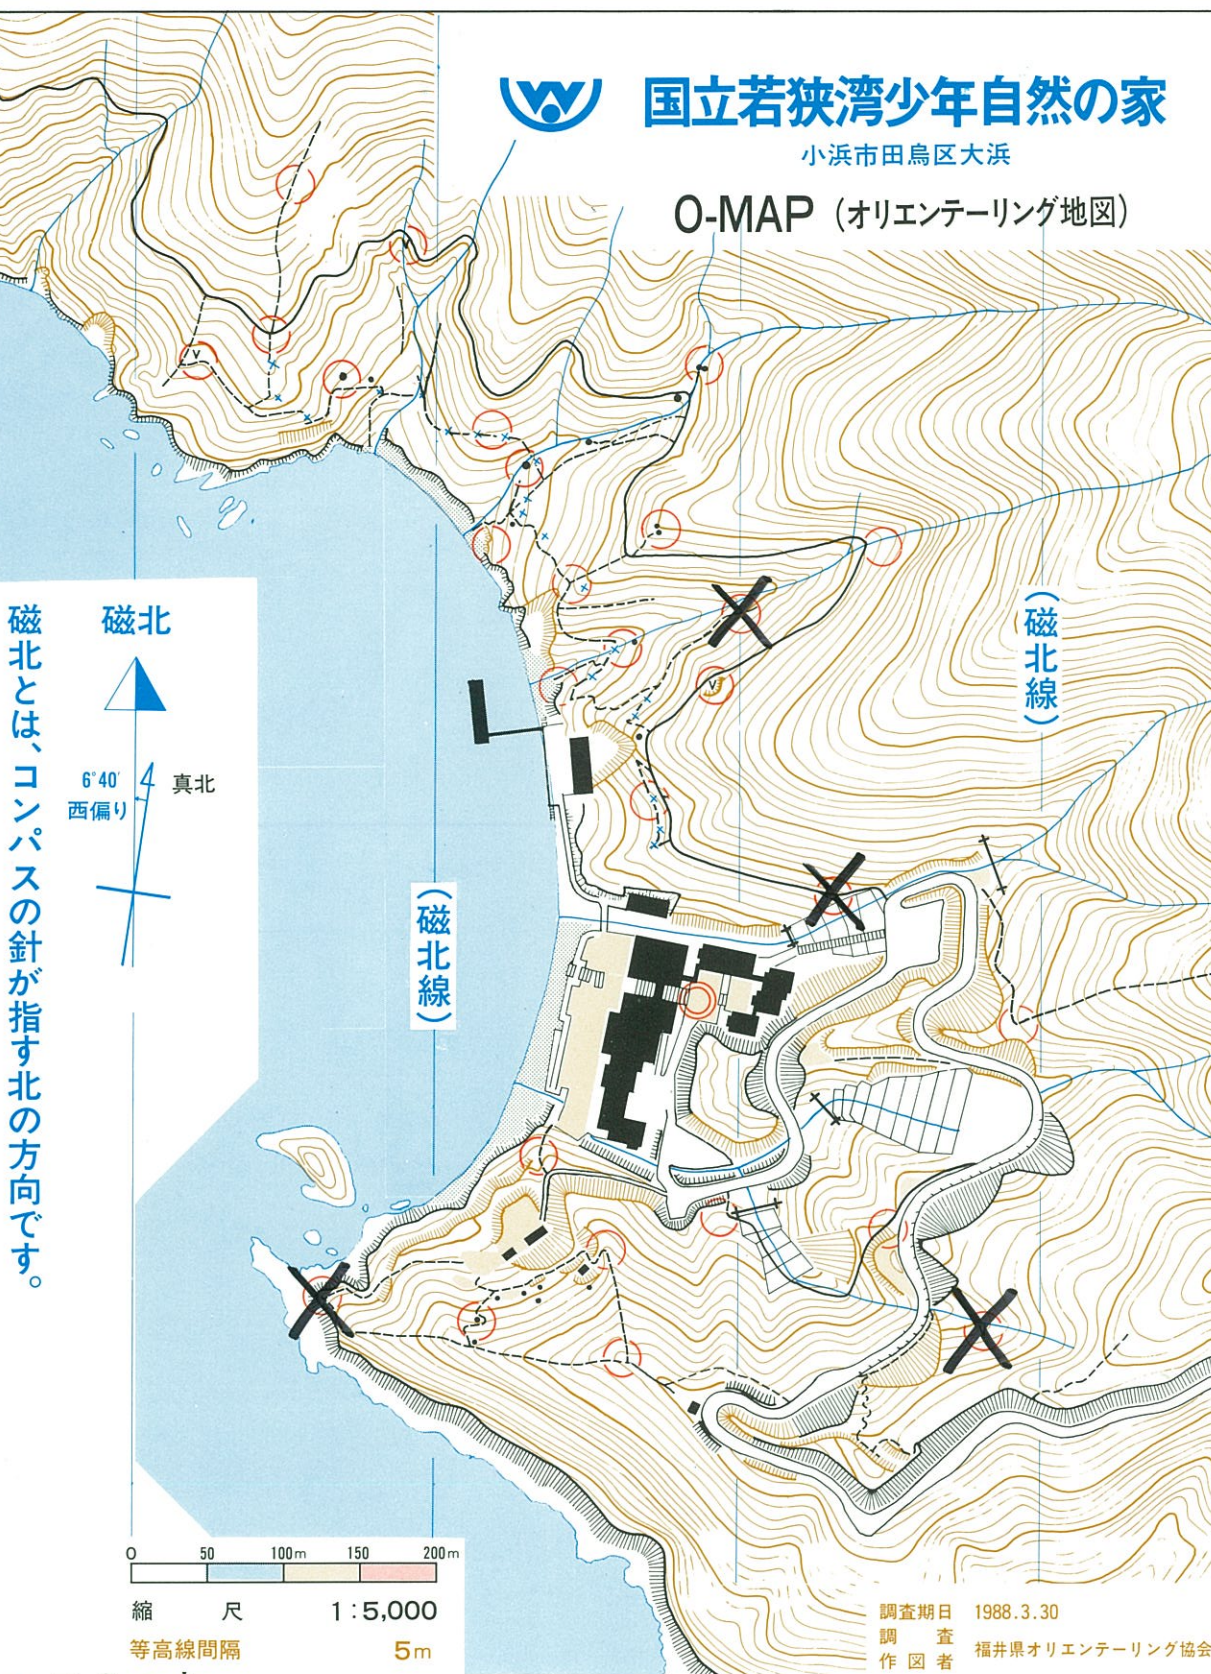 国立若狭湾少年自然の家
小浜市田烏区大浜
O-MAP (オリエンテーリング地図)
磁北
6°40′
西偏り
真北
磁北とは、コンパスの針が指す北の方向です。
(磁北線)
(磁北線)
0 50 100m 150 200m
縮尺 1:5,000
等高線間隔 5m
調査期日 1988.3.30
調査
作図者 福井県オリエンテーリング協会